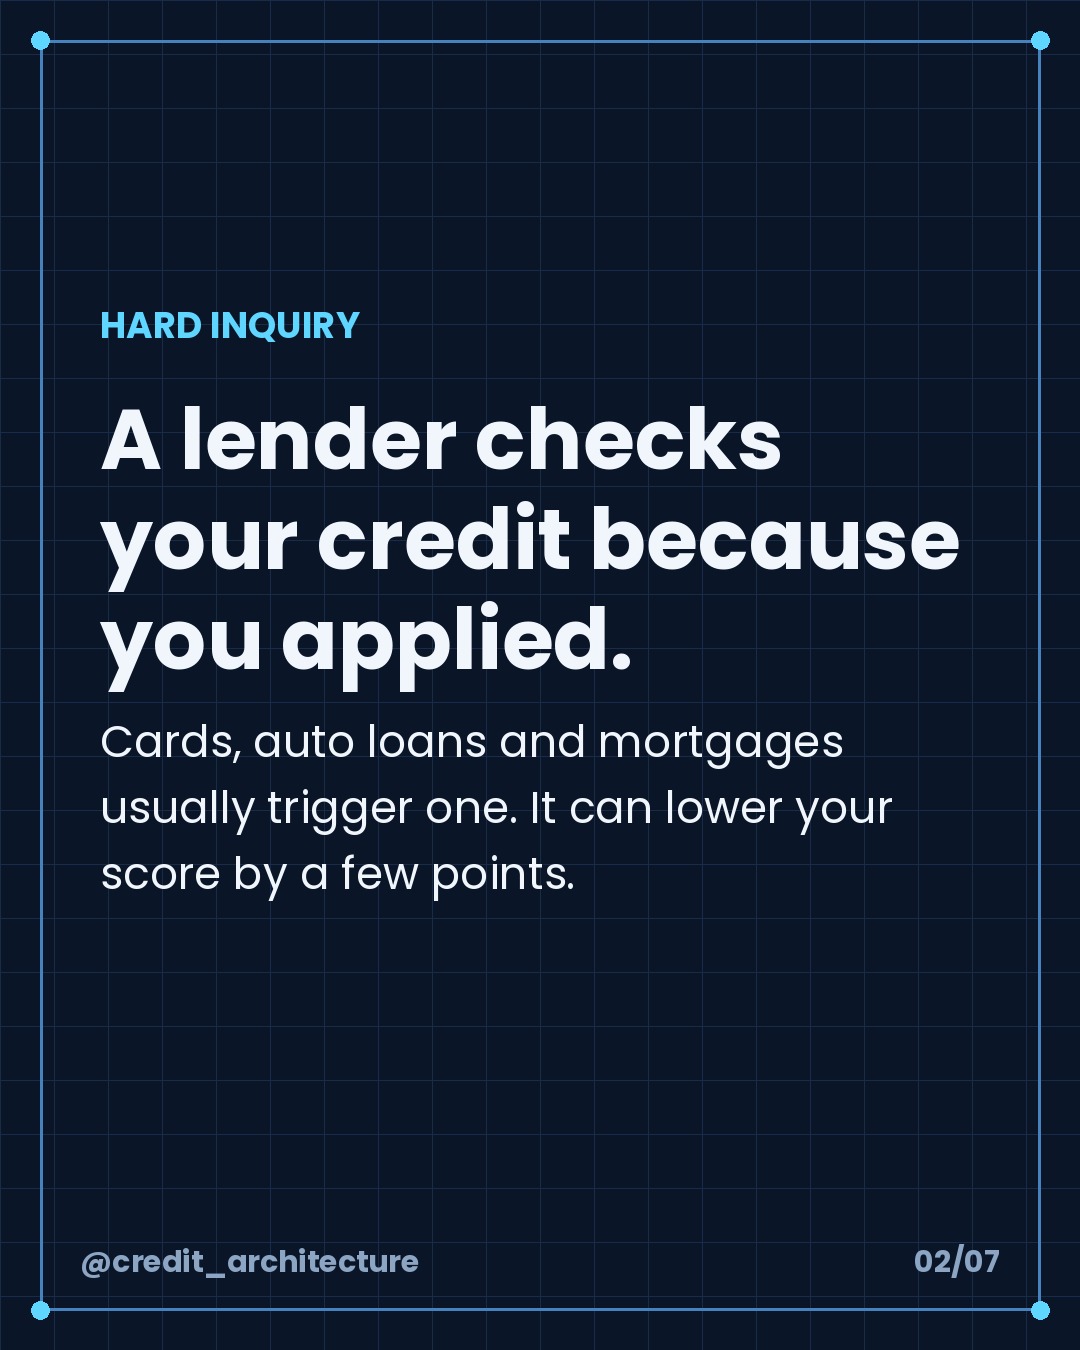 HARD INQUIRY
A lender checks
your credit because
you applied.
Cards, auto loans and mortgages
usually trigger one. It can lower your
score by a few points.
@credit_architecture
02/07